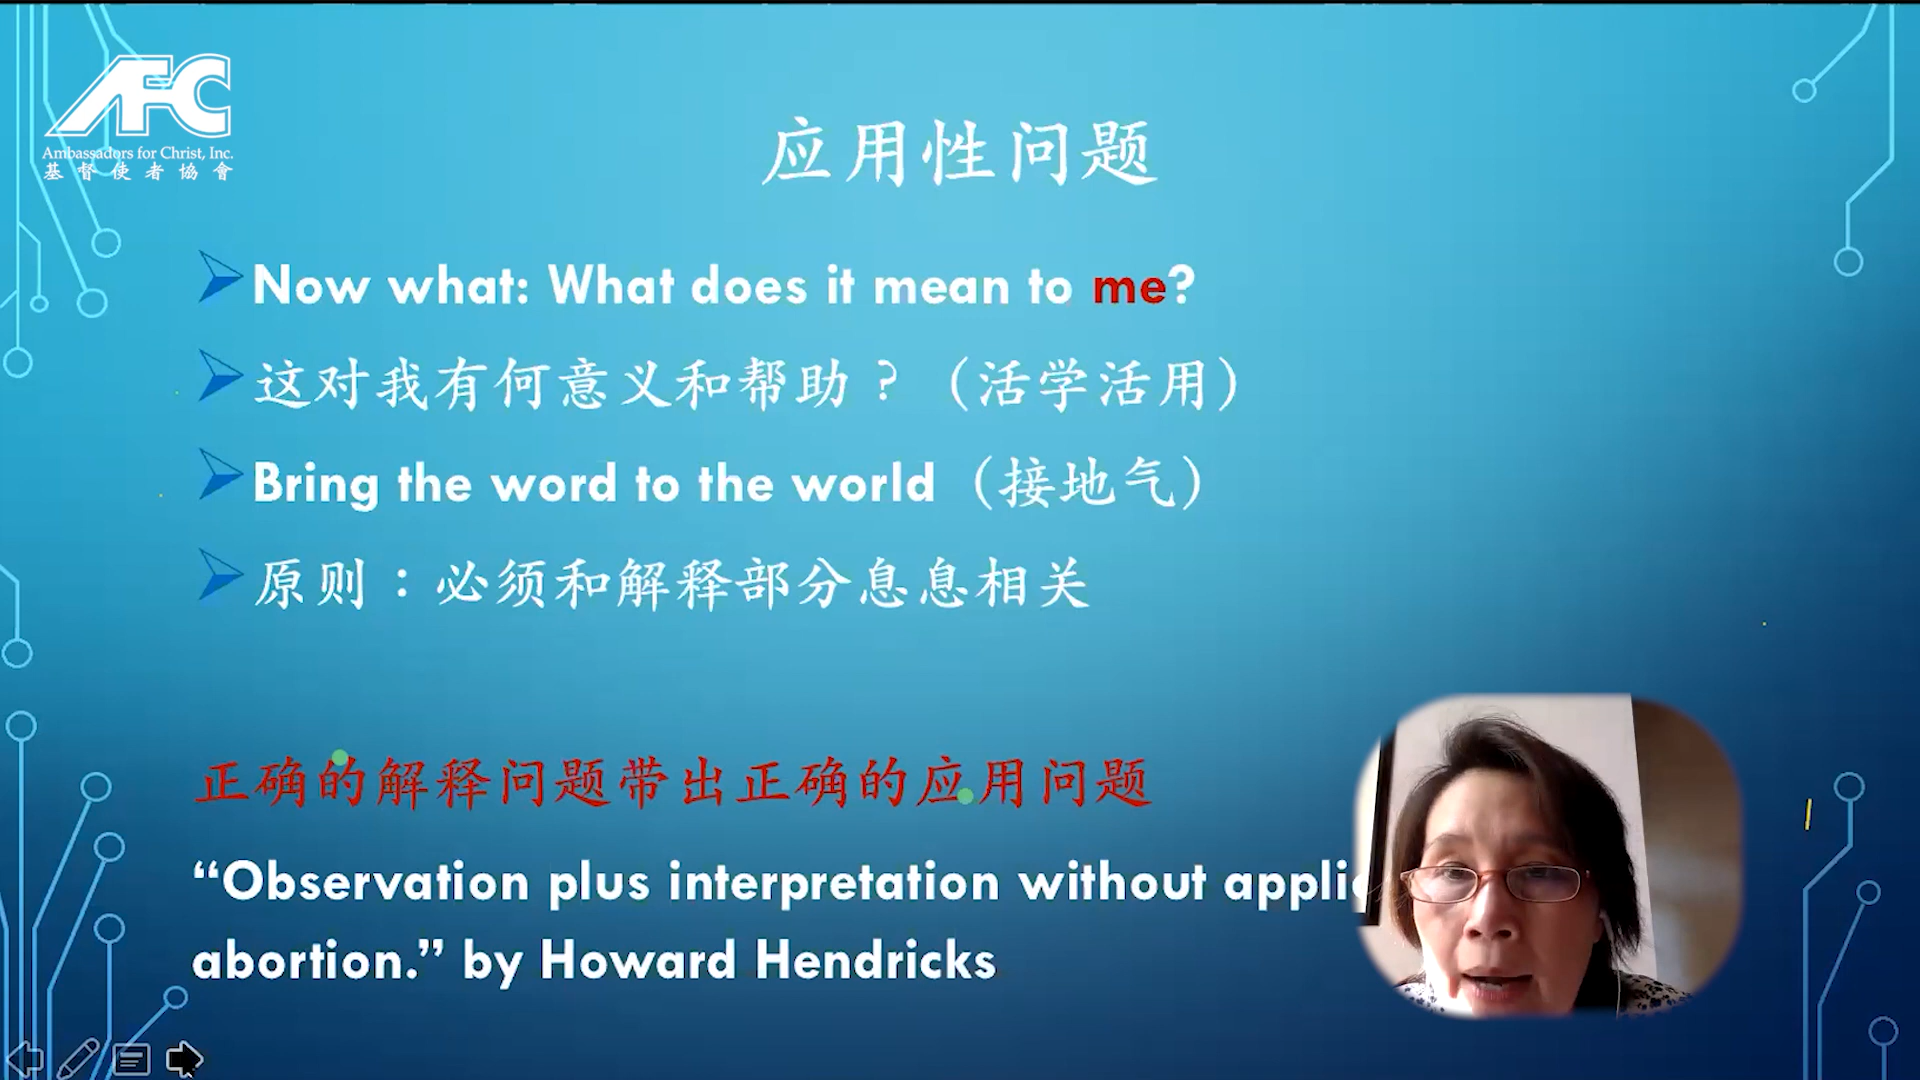 AFC
Ambassadors for Christ, Inc.
基督使者協會
应用性问题
Now what: What does it mean to me?
这对我有何意义和帮助？（活学活用）
Bring the word to the world（接地气）
原则：必须和解释部分息息相关
正确的解释问题带出正确的应用问题
“Observation plus interpretation without
abortion.” by Howard Hendricks